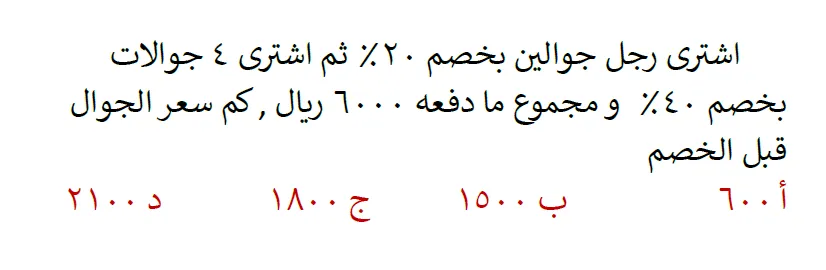 اشترى رجل جوالين بخصم ٢٠٪ ثم اشترى ٤ جوالات
بخصم ٤٠٪ و مجموع ما دفعه ٦٠٠٠ ريال , كم سعر الجوال
قبل الخصم
أ ٦٠٠ ب ١٥٠٠ ج ١٨٠٠ د ٢١٠٠